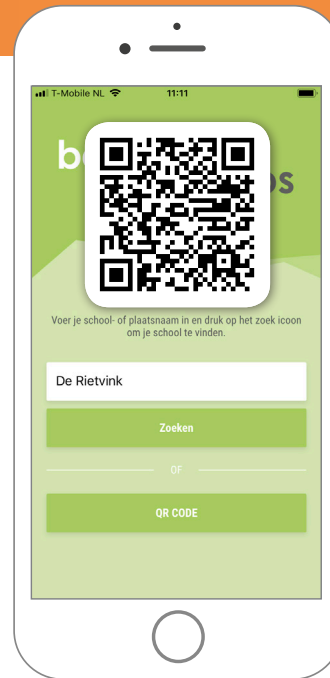 T-Mobile NL
11:11
Voer je school- of plaatsnaam in en druk op het zoek icoon
om je school te vinden.
De Rietvink
Zoeken
OF
QR CODE